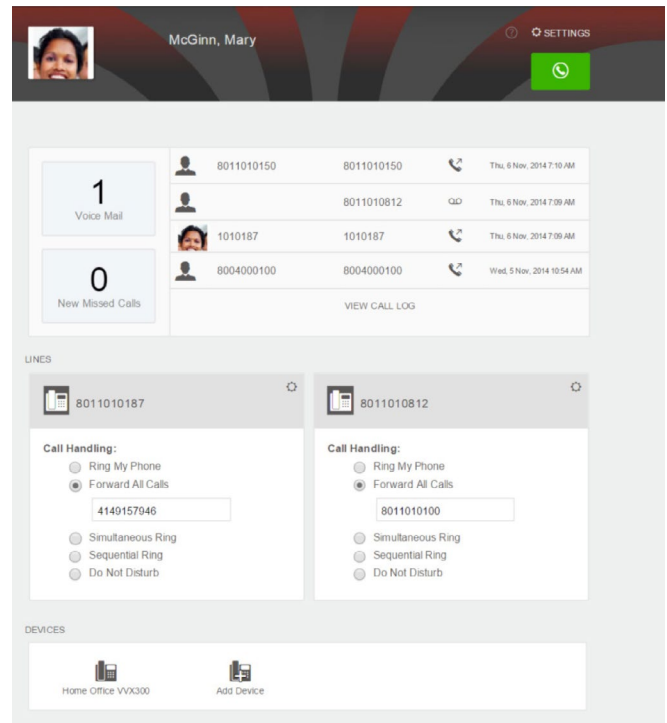 McGinn, Mary
? SETTINGS
1
Voice Mail
0
New Missed Calls
8011010150 8011010150 Thu, 6 Nov, 2014 7:10 AM
8011010812 Thu, 6 Nov, 2014 7:09 AM
1010187 1010187 Thu, 6 Nov, 2014 7:09 AM
8004000100 8004000100 Wed, 5 Nov, 2014 10:54 AM
VIEW CALL LOG
LINES
8011010187
Call Handling:
Ring My Phone
Forward All Calls
4149157946
Simultaneous Ring
Sequential Ring
Do Not Disturb
8011010812
Call Handling:
Ring My Phone
Forward All Calls
8011010100
Simultaneous Ring
Sequential Ring
Do Not Disturb
DEVICES
Home Office VVX300
Add Device